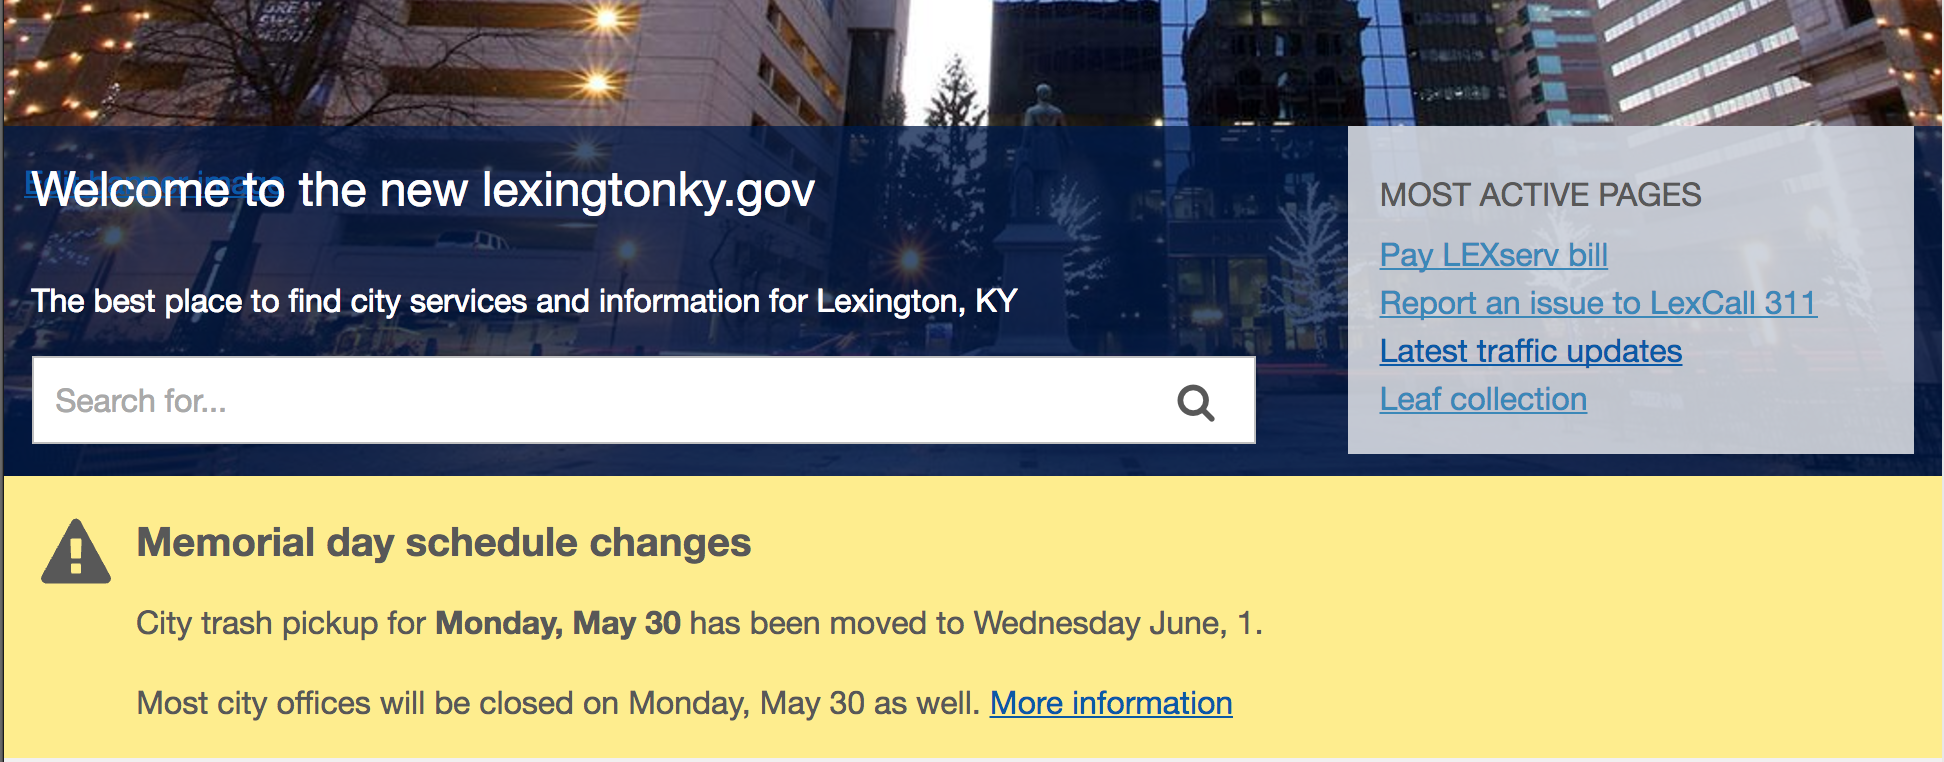 Edit banner image
Welcome to the new lexingtonky.gov
The best place to find city services and information for Lexington, KY
Search for...
MOST ACTIVE PAGES
Pay LEXserv bill
Report an issue to LexCall 311
Latest traffic updates
Leaf collection
Memorial day schedule changes
City trash pickup for Monday, May 30 has been moved to Wednesday June, 1.
Most city offices will be closed on Monday, May 30 as well. More information